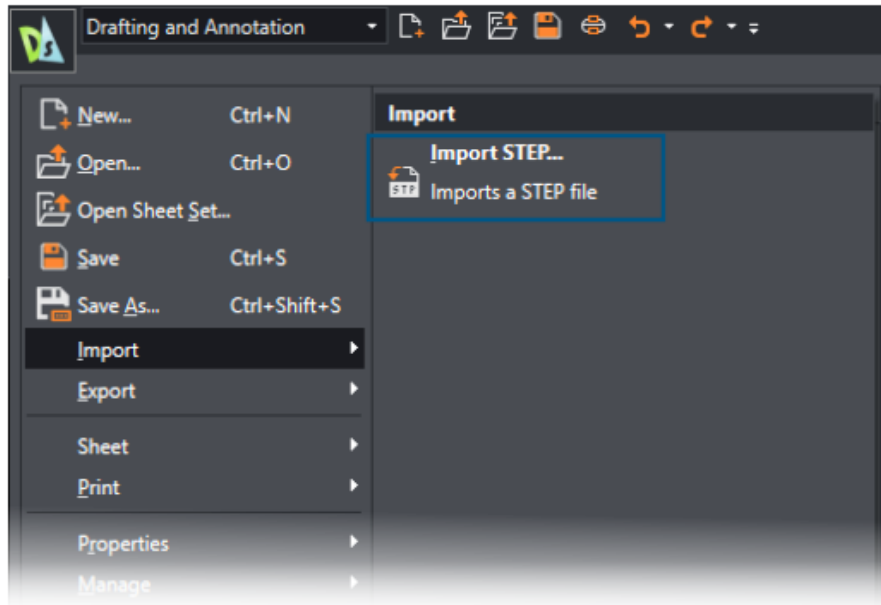 DS
Drafting and Annotation
New... Ctrl+N
Open... Ctrl+O
Open Sheet Set...
Save Ctrl+S
Save As... Ctrl+Shift+S
Import
Export
Sheet
Print
Properties
Manage
Import
Import STEP...
STP
Imports a STEP file